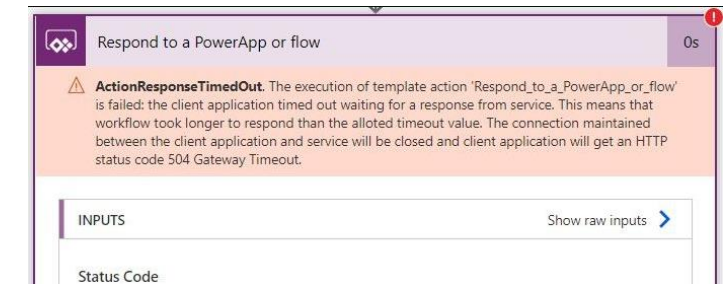 Respond to a PowerApp or flow
0s
ActionResponseTimedOut. The execution of template action 'Respond_to_a_PowerApp_or_flow'
is failed: the client application timed out waiting for a response from service. This means that
workflow took longer to respond than the alloted timeout value. The connection maintained
between the client application and service will be closed and client application will get an HTTP
status code 504 Gateway Timeout.
INPUTS
Show raw inputs
Status Code